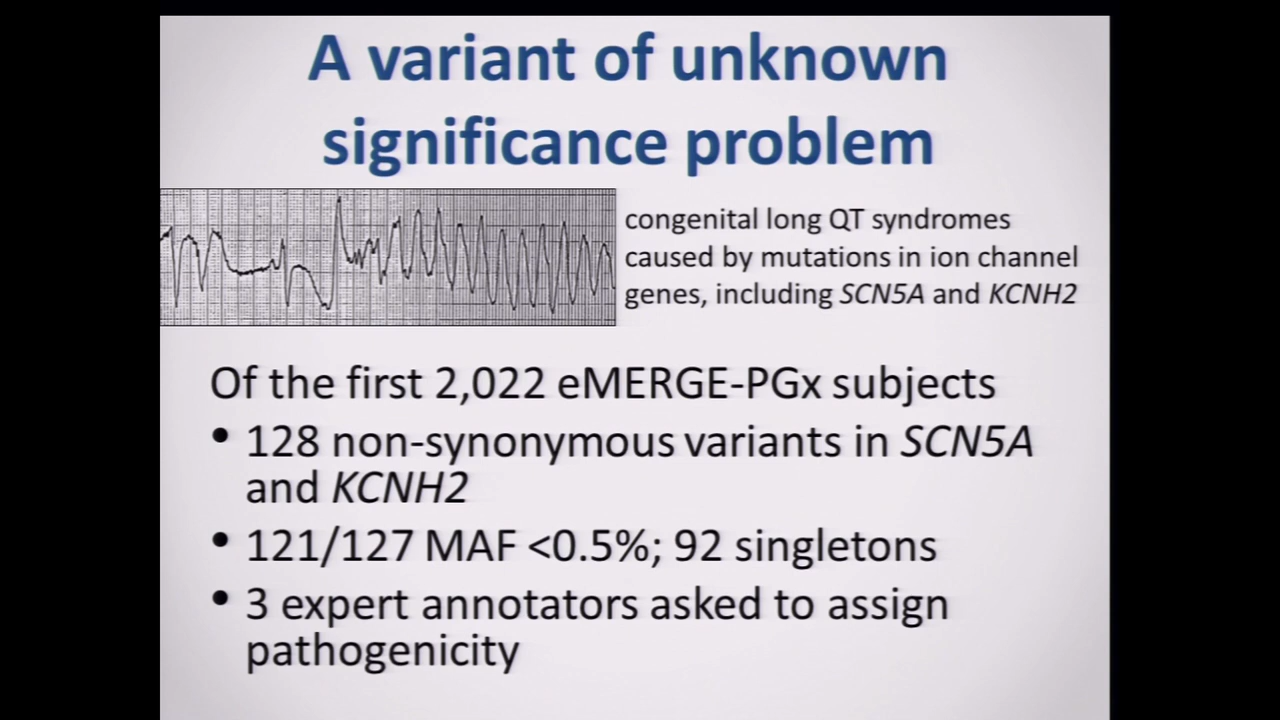 A variant of unknown
significance problem
congenital long QT syndromes
caused by mutations in ion channel
genes, including SCN5A and KCNH2
Of the first 2,022 eMERGE-PGx subjects
• 128 non-synonymous variants in SCN5A
and KCNH2
• 121/127 MAF <0.5%; 92 singletons
• 3 expert annotators asked to assign
pathogenicity